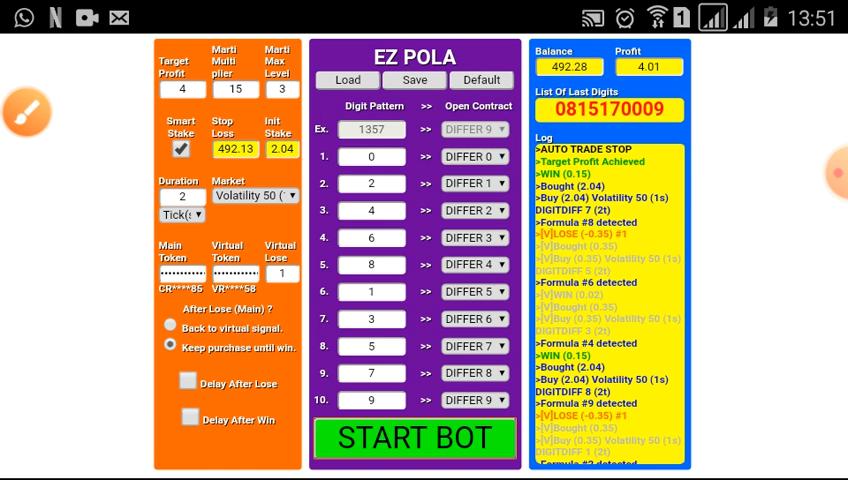 1
13:51
Target Profit
Marti Multi plier
Marti Max Level
4
15
3
Smart Stake
Stop Loss
Init Stake
492.13
2.04
Duration
Market
2
Volatility 50 (
Tick(s
Main Token
Virtual Token
Virtual Lose
••••••••••••
••••••••••••
1
CR****85
VR****58
After Lose (Main) ?
Back to virtual signal.
Keep purchase until win.
Delay After Lose
Delay After Win
EZ POLA
Load
Save
Default
Digit Pattern >> Open Contract
Ex. 1357 >> DIFFER 9
1. 0 >> DIFFER 0
2. 2 >> DIFFER 1
3. 4 >> DIFFER 2
4. 6 >> DIFFER 3
5. 8 >> DIFFER 4
6. 1 >> DIFFER 5
7. 3 >> DIFFER 6
8. 5 >> DIFFER 7
9. 7 >> DIFFER 8
10. 9 >> DIFFER 9
START BOT
Balance
Profit
492.28
4.01
List Of Last Digits
0815170009
Log
>AUTO TRADE STOP
>Target Profit Achieved
>WIN (0.15)
>Bought (2.04)
>Buy (2.04) Volatility 50 (1s)
DIGITDIFF 7 (2t)
>Formula #8 detected
>[V]LOSE (-0.35) #1
>[V]Bought (0.35)
>[V]Buy (0.35) Volatility 50 (1s)
DIGITDIFF 5 (2t)
>Formula #6 detected
>[V]WIN (0.02)
>[V]Bought (0.35)
>[V]Buy (0.35) Volatility 50 (1s)
DIGITDIFF 3 (2t)
>Formula #4 detected
>WIN (0.15)
>Bought (2.04)
>Buy (2.04) Volatility 50 (1s)
DIGITDIFF 8 (2t)
>Formula #9 detected
>[V]LOSE (-0.35) #1
>[V]Bought (0.35)
>[V]Buy (0.35) Volatility 50 (1s)
DIGITDIFF 1 (2t)
>Formula #2 detected